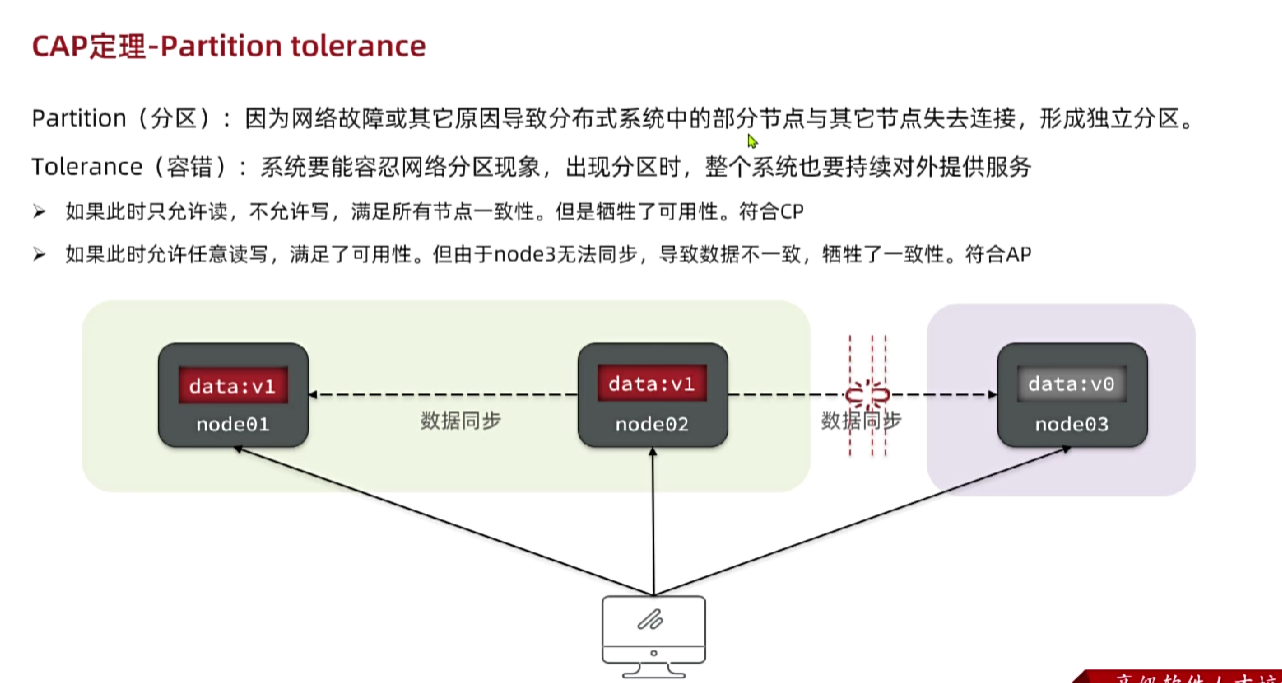 CAP定理-Partition tolerance
Partition（分区）：因为网络故障或其它原因导致分布式系统中的部分节点与其它节点失去连接，形成独立分区。
Tolerance（容错）：系统要能容忍网络分区现象，出现分区时，整个系统也要持续对外提供服务
如果此时只允许读，不允许写，满足所有节点一致性。但是牺牲了可用性。符合CP
如果此时允许任意读写，满足了可用性。但由于node3无法同步，导致数据不一致，牺牲了一致性。符合AP
data:v1
node01
数据同步
data:v1
node02
数据同步
data:v0
node03